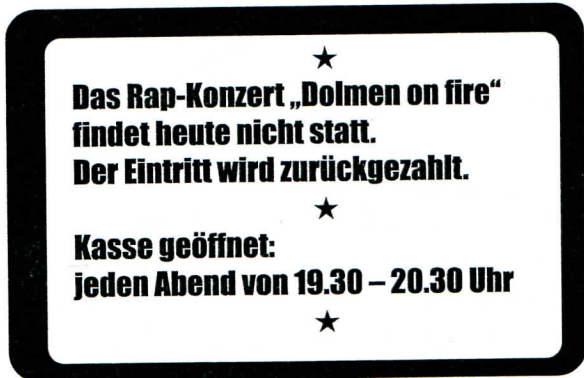 Das Rap-Konzert „Dolmen on fire“
findet heute nicht statt.
Der Eintritt wird zurückgezahlt.
Kasse geöffnet:
jeden Abend von 19.30 – 20.30 Uhr